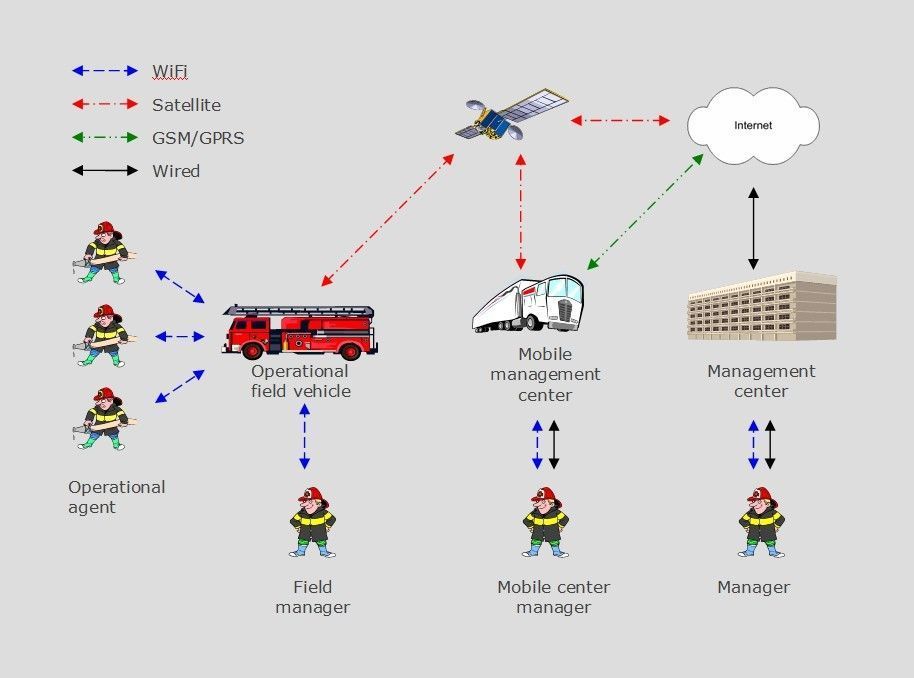 WiFi
Satellite
GSM/GPRS
Wired
Internet
Operational
field vehicle
Mobile
management
center
Management
center
Operational
agent
Field
manager
Mobile center
manager
Manager